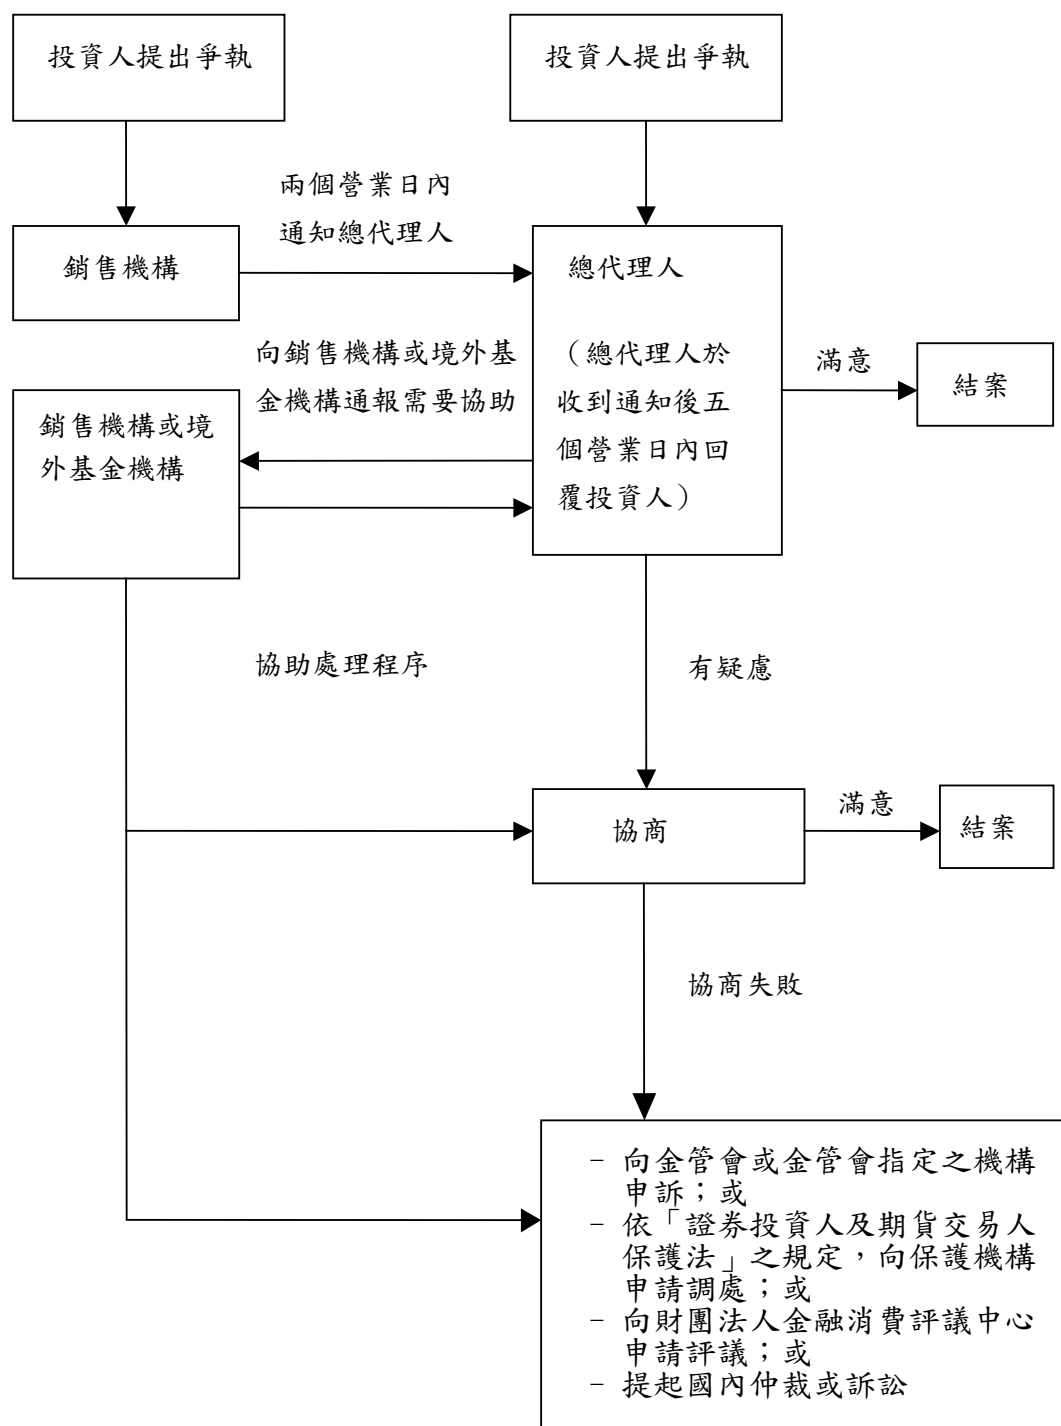 投資人提出爭執
投資人提出爭執
兩個營業日內
通知總代理人
銷售機構
總代理人
向銷售機構或境外基
金機構通報需要協助
（總代理人於
收到通知後五
個營業日內回
覆投資人）
滿意
結案
銷售機構或境
外基金機構
協助處理程序
有疑慮
協商
滿意
結案
協商失敗
- 向金管會或金管會指定之機構
申訴；或
- 依「證券投資人及期貨交易人
保護法」之規定，向保護機構
申請調處；或
- 向財團法人金融消費評議中心
申請評議；或
- 提起國內仲裁或訴訟